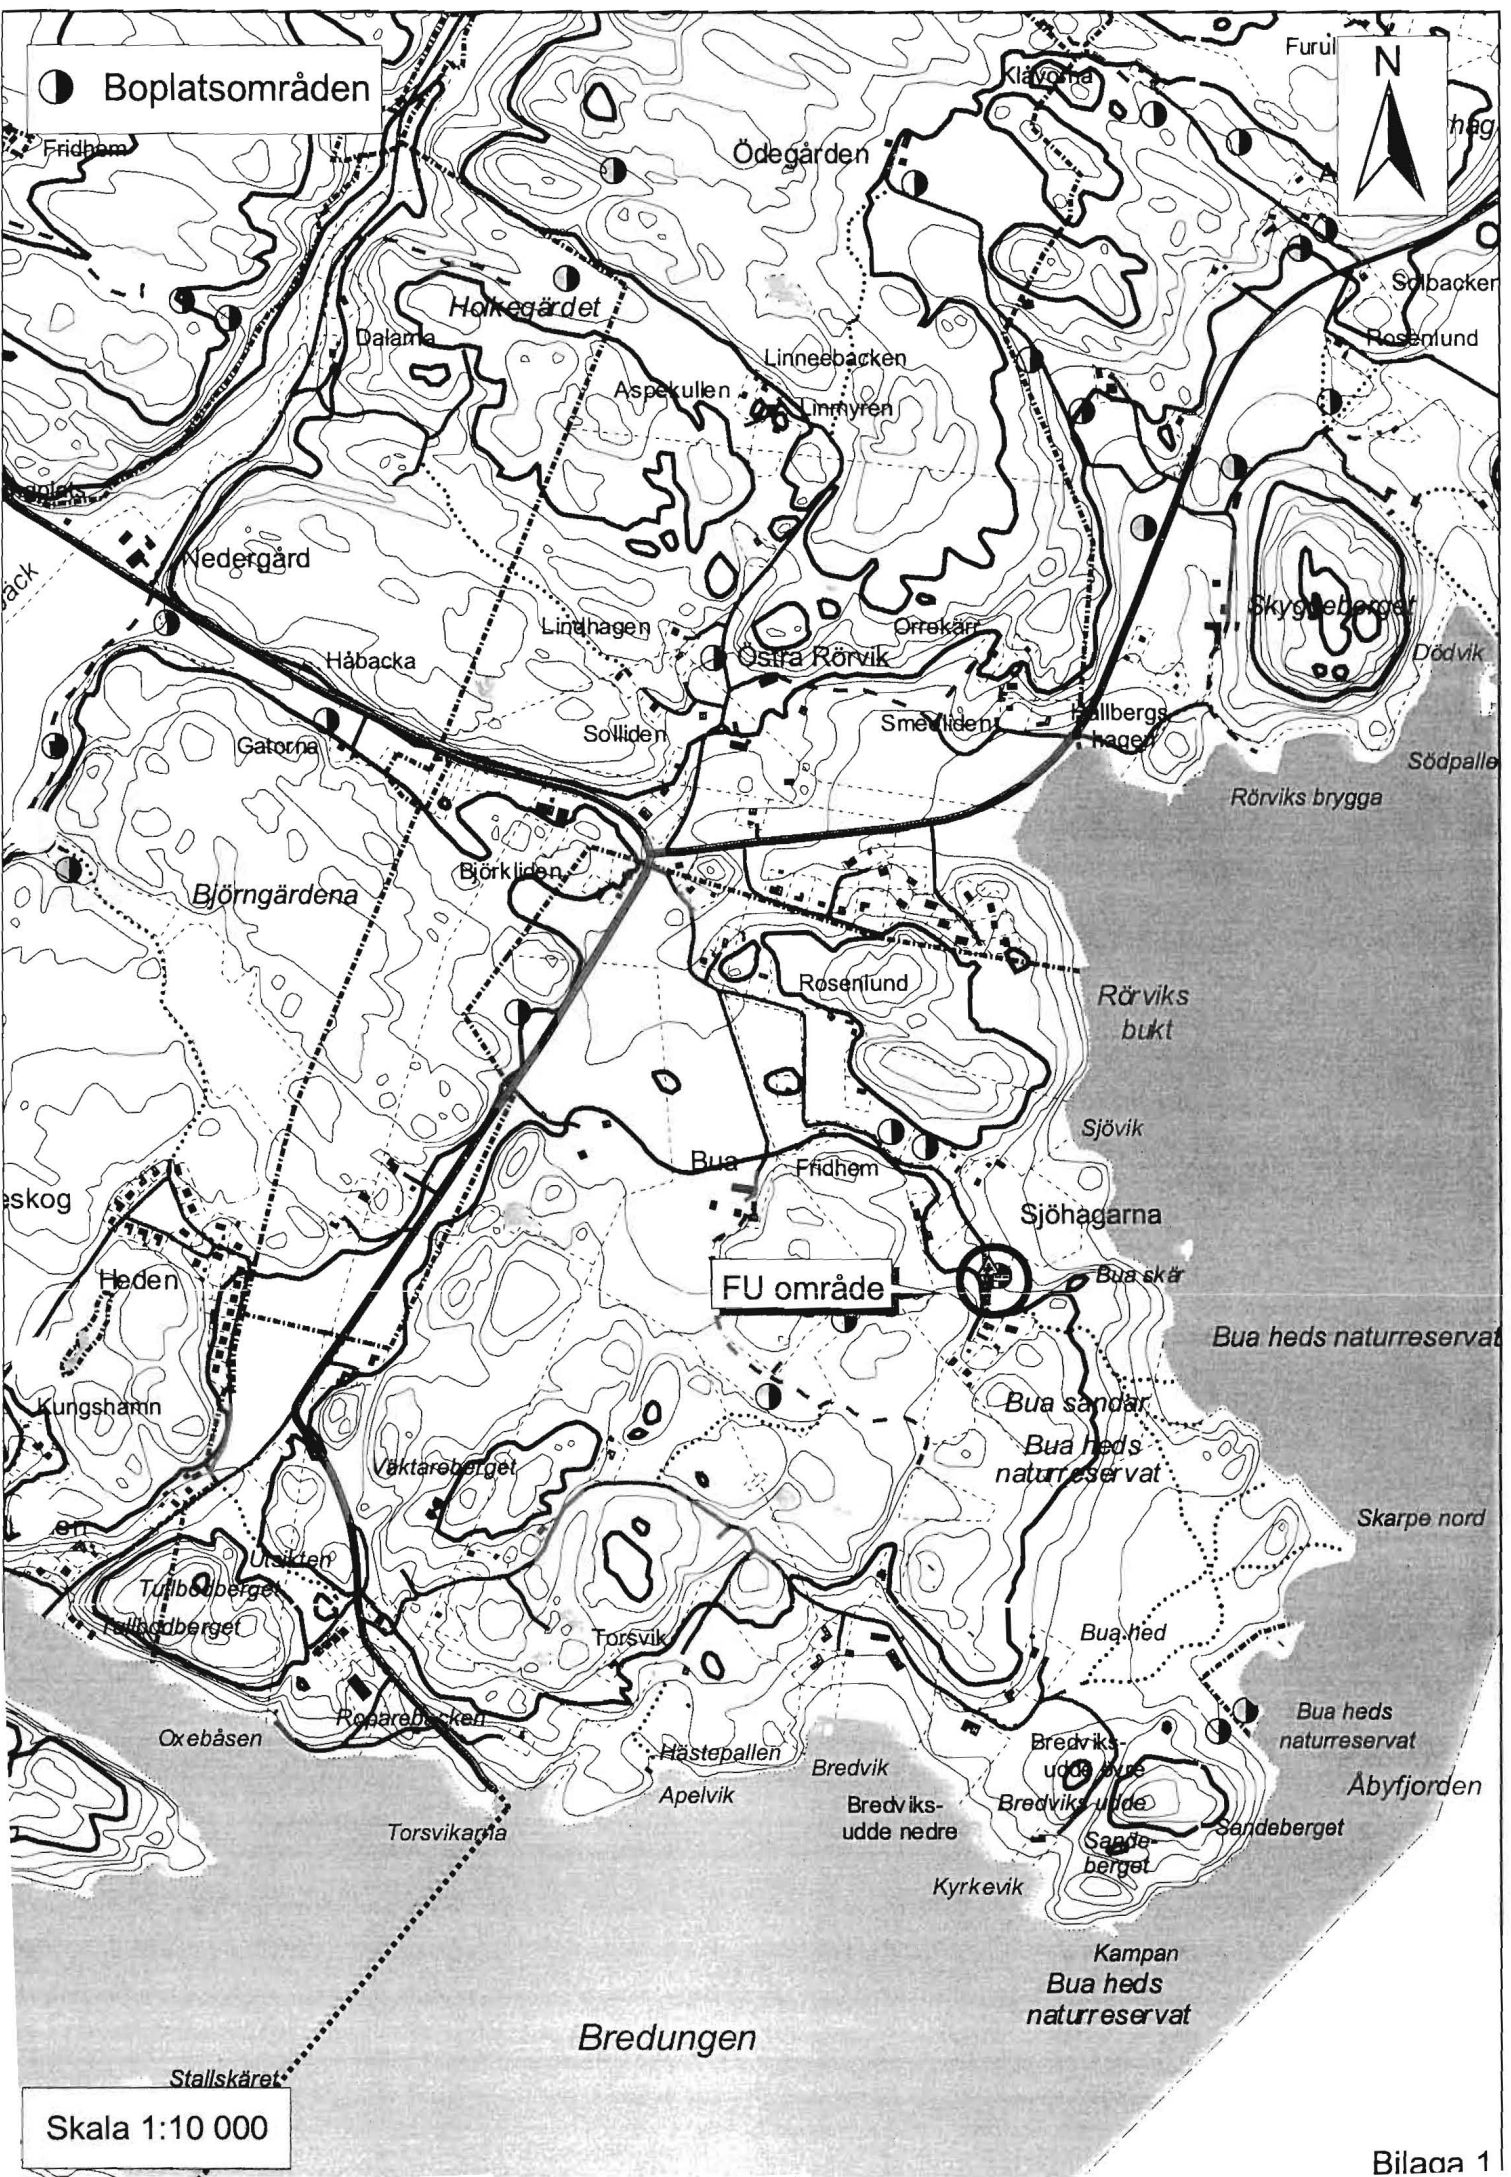 Boplatsområden
N
Furul
Klåvorna
Fridhem
Ödegården
hag
A
Solbacken
Holkegärdet
Dalarna
Rosenlund
Linneebacken
Aspekullen
Linmyren
Nedergård
Skyggeberget
Lindhagen
Orrekärr
Håbacka
Östra Rörvik
Dödvik
Gatorna
Solliden
Smedliden
Hällbergs
hagen
Södpalle
Rörviks brygga
Björkliden
Björngärdena
Rosenlund
Rörviks
bukt
Sjövik
Bua
Fridhem
eskog
Sjöhagarna
Heden
FU område
Bua skär
Bua heds naturreservat
Kungshamn
Bua sandar
Bua heds
naturreservat
Väktareberget
Skarpe nord
en
Utsikten
Tullbodberget
Tullbodberget
Torsvik
Bua hed
Oxebåsen
Roparebacken
Bua heds
naturreservat
Hästepallen
Bredvik
Bredviks-
udde övre
Åbyfjorden
Apelvik
Bredviks-
udde nedre
Bredviks udde
Torsvikarna
Sandeberget
Sande-
berget
Kyrkevik
Kampan
Bua heds
naturreservat
Bredungen
Stallskäret
Skala 1:10 000
Bilaga 1